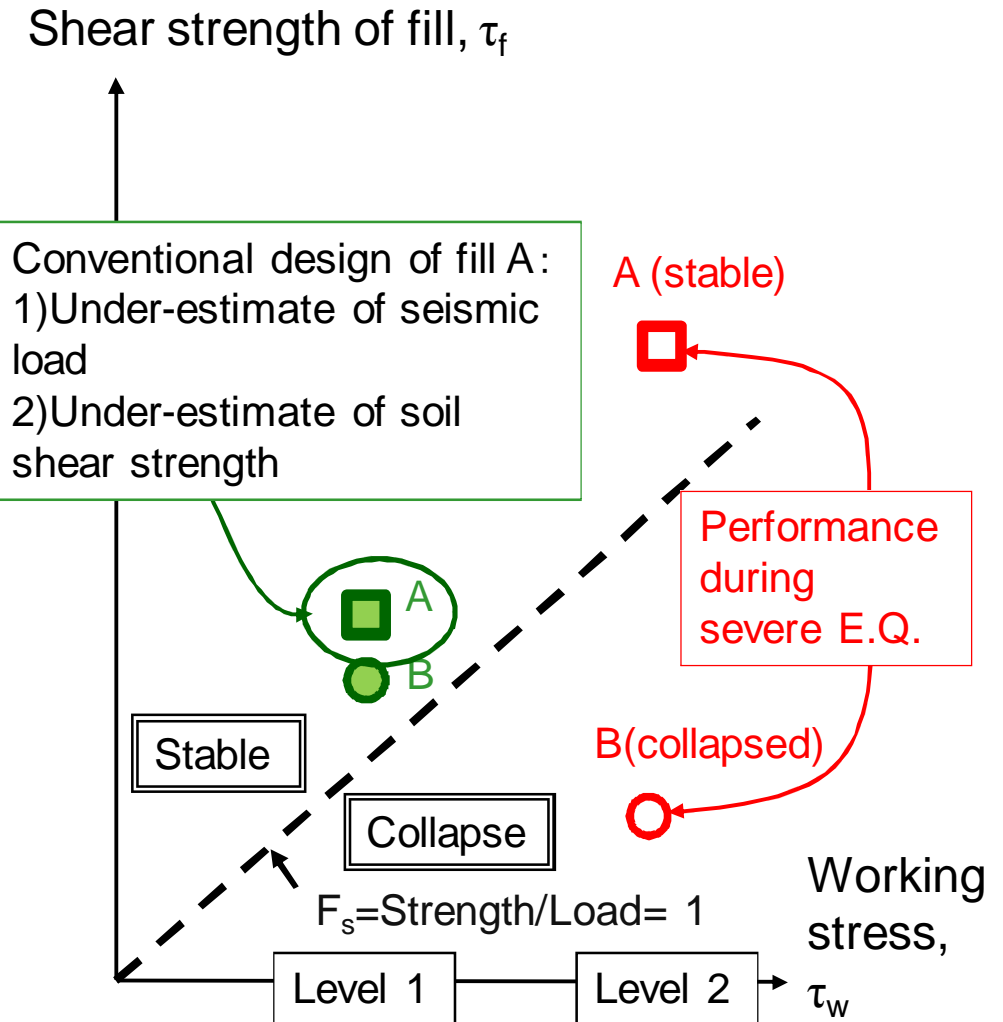 Shear strength of fill, τf
Conventional design of fill A:
1)Under-estimate of seismic
load
2)Under-estimate of soil
shear strength
A (stable)
Performance
during
severe E.Q.
A
B
Stable
B(collapsed)
Collapse
Fs=Strength/Load= 1
Working
stress,
τw
Level 1
Level 2